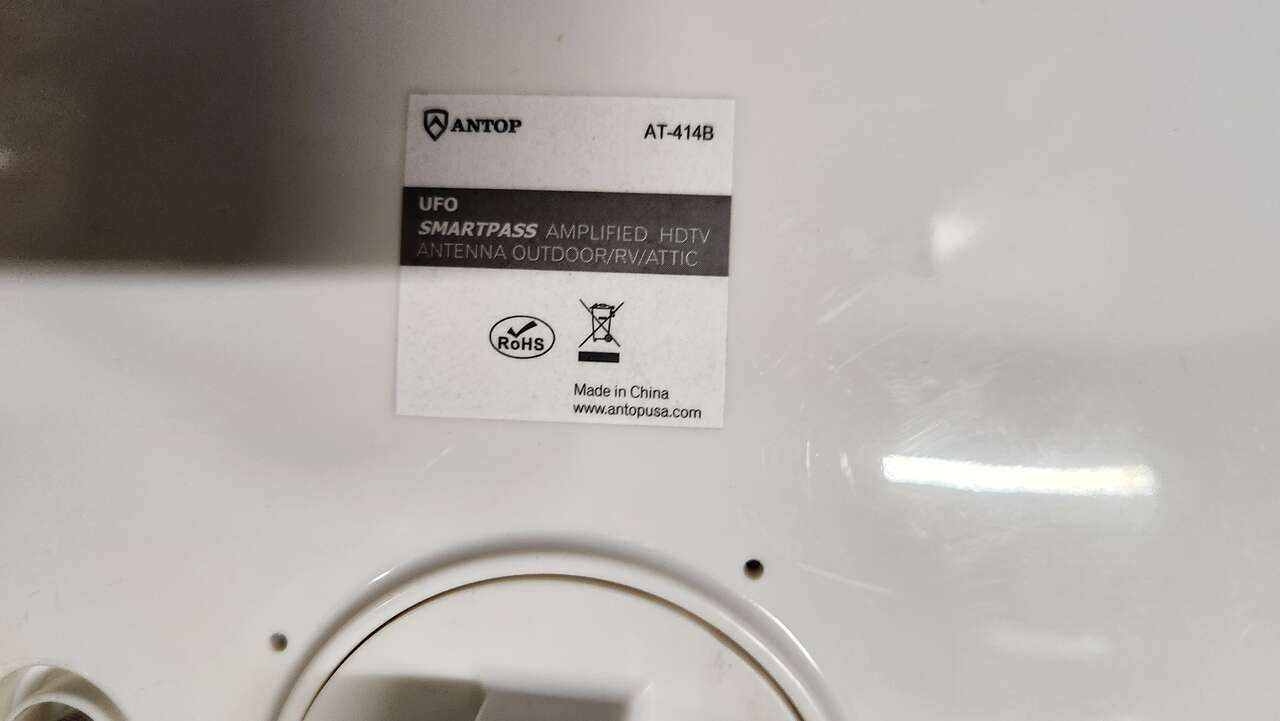 ANTOP
AT-414B
UFO
SMARTPASS AMPLIFIED HDTV
ANTENNA OUTDOOR/RV/ATTIC
RoHS
Made in China
www.antopusa.com